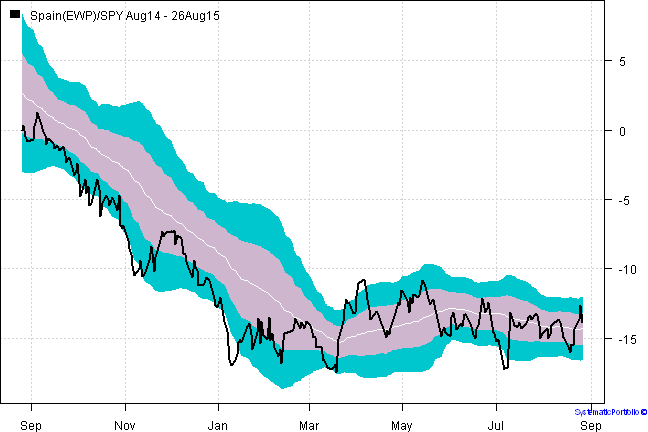 Spain(EWP)/SPY Aug14 - 26Aug15
5
0
-5
-10
-15
Sep Nov Jan Mar May Jul Sep
SystematicPortfolio ©